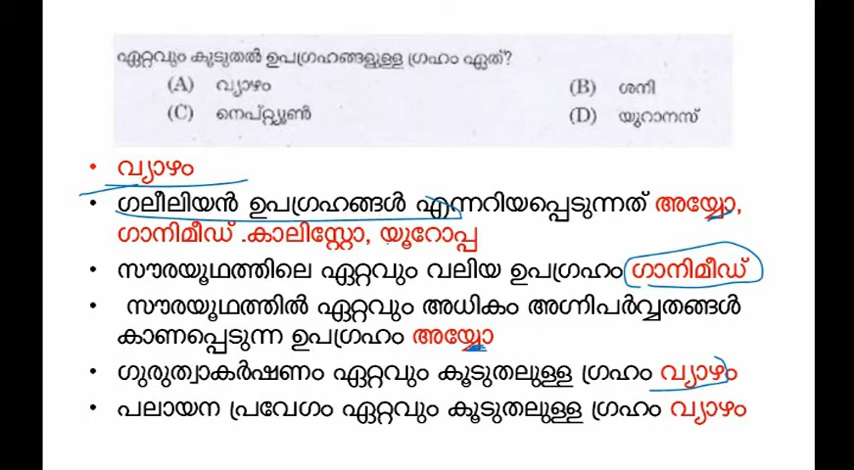 ഏറ്റവും കൂടുതൽ ഉപഗ്രഹങ്ങളുള്ള ഗ്രഹം ഏത്?
(A) വ്യാഴം (B) ശനി
(C) നെപ്റ്റ്യൂൺ (D) യുറാനസ്
• വ്യാഴം
• ഗലീലിയൻ ഉപഗ്രഹങ്ങൾ എന്നറിയപ്പെടുന്നത് അയ്യോ,
ഗാനിമീഡ് .കാലിസ്റ്റോ, യൂറോപ്പ
• സൗരയൂഥത്തിലെ ഏറ്റവും വലിയ ഉപഗ്രഹം ഗാനിമീഡ്
• സൗരയൂഥത്തിൽ ഏറ്റവും അധികം അഗ്നിപർവ്വതങ്ങൾ
കാണപ്പെടുന്ന ഉപഗ്രഹം അയ്യോ
• ഗുരുത്വാകർഷണം ഏറ്റവും കൂടുതലുള്ള ഗ്രഹം വ്യാഴം
• പലായന പ്രവേഗം ഏറ്റവും കൂടുതലുള്ള ഗ്രഹം വ്യാഴം